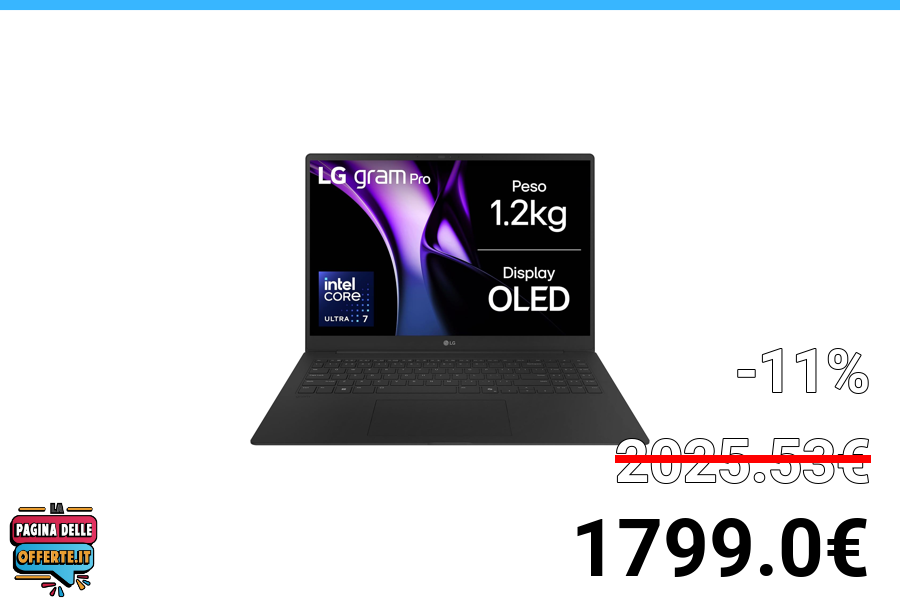 LG gram Pro
Peso
1.2kg
Display
OLED
intel
CORE
ULTRA 7
LG
-11%
2025.53€
1799.0€
LA
PAGINA DELLE
OFFERTE.IT